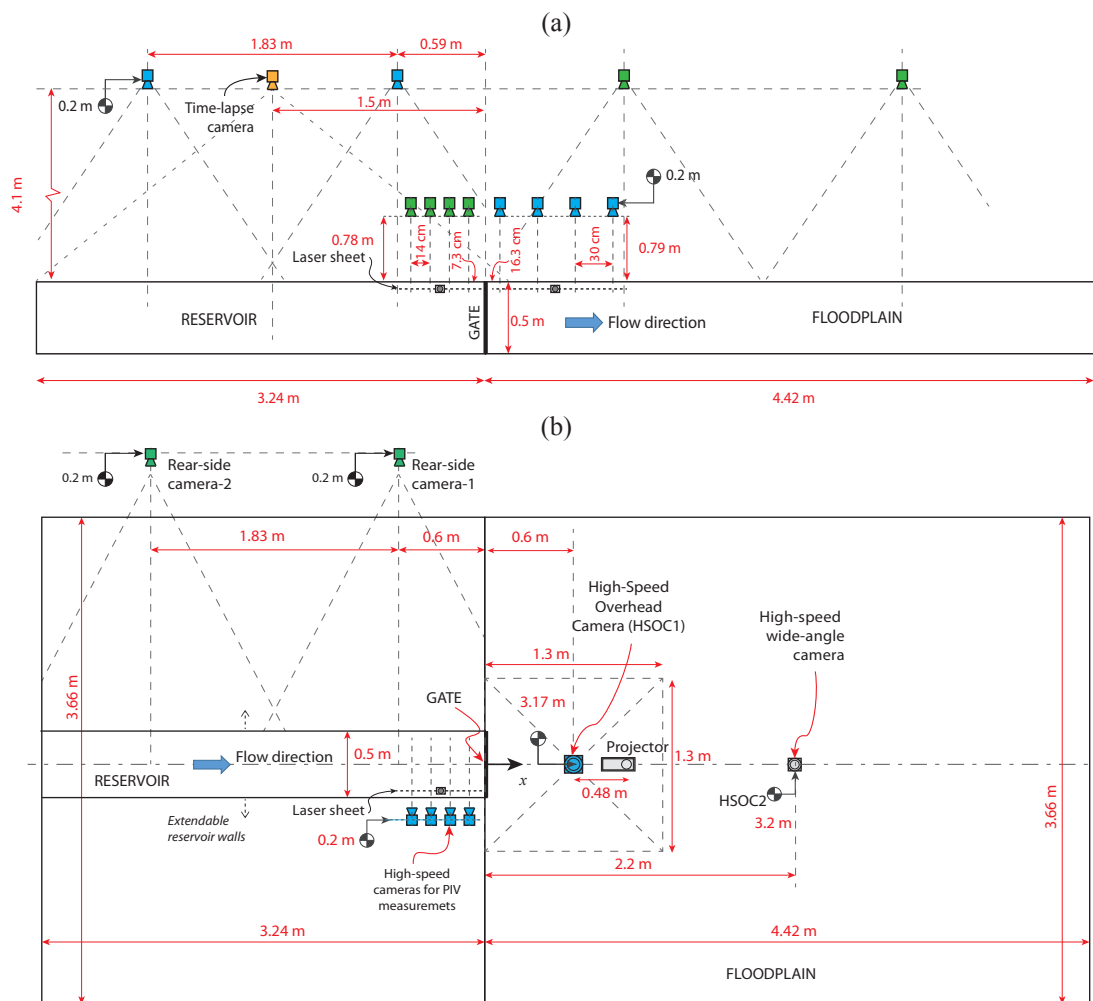 (a)
1.83 m
0.59 m
0.2 m
Time-lapse
camera
1.5 m
0.2 m
4.1 m
0.78 m
14 cm
7.3 cm
16.3 cm
30 cm
0.79 m
Laser sheet
RESERVOIR
GATE
0.5 m
Flow direction
FLOODPLAIN
3.24 m
4.42 m
(b)
0.2 m
Rear-side
camera-2
0.2 m
Rear-side
camera-1
1.83 m
0.6 m
0.6 m
High-Speed
Overhead
Camera (HSOC1)
High-speed
wide-angle
camera
1.3 m
3.66 m
GATE
3.17 m
0.5 m
Flow direction
RESERVOIR
x
Projector
1.3 m
0.48 m
HSOC2
3.2 m
3.66 m
Laser sheet
Extendable
reservoir walls
0.2 m
High-speed
cameras for PIV
measuremets
2.2 m
3.24 m
4.42 m
FLOODPLAIN